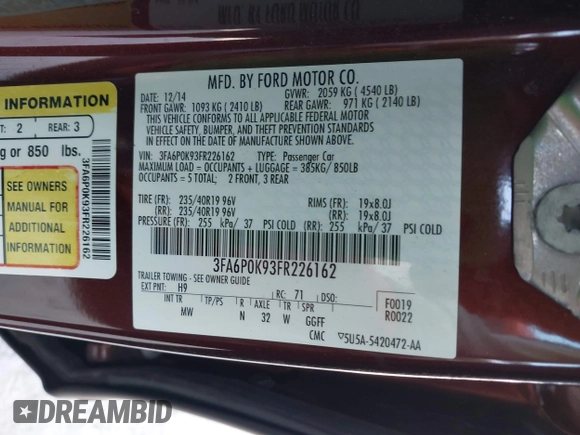 INFORMATION
T: 2 REAR: 3
g or 850 lbs.
SEE OWNERS
MANUAL FOR
ADDITIONAL
INFORMATION
3FA6P0K93FR226162
MFD. BY FORD MOTOR CO.
12/14 GVWR: 2059 KG ( 4540 LB)
FRONT GAWR: 1093 KG ( 2410 LB) REAR GAWR: 971 KG ( 2140 LB)
THIS VEHICLE CONFORMS TO ALL APPLICABLE FEDERAL MOTOR
VEHICLE SAFETY, BUMPER, AND THEFT PREVENTION
STANDARDS IN EFFECT ON THE DATE OF MANUFACTURE
SHOWN ABOVE.
VIN: 3FA6P0K93FR226162 TYPE: Passenger Car
MAXIMUM LOAD = OCCUPANTS + LUGGAGE = 385KG/ 850LB
OCCUPANTS = 5 TOTAL; 2 FRONT, 3 REAR
TIRE (FR): 235/40R19 96V RIMS (FR): 19x8.0J
(RR): 235/40R19 96V (RR): 19x8.0J
PRESSURE (FR): 255 kPa/ 37 PSI COLD (RR): 255 kPa/ 37 PSI COLD
3FA6P0K93FR226162
TRAILER TOWING - SEE OWNER GUIDE
EXT PNT: H9 RC: 71 DSO: F0019
R0022
INT TR TP/PS R AXLE TR SPR
MW N 32 W GGFF
CMC ▽5U5A-5420472-AA
DREAMBID